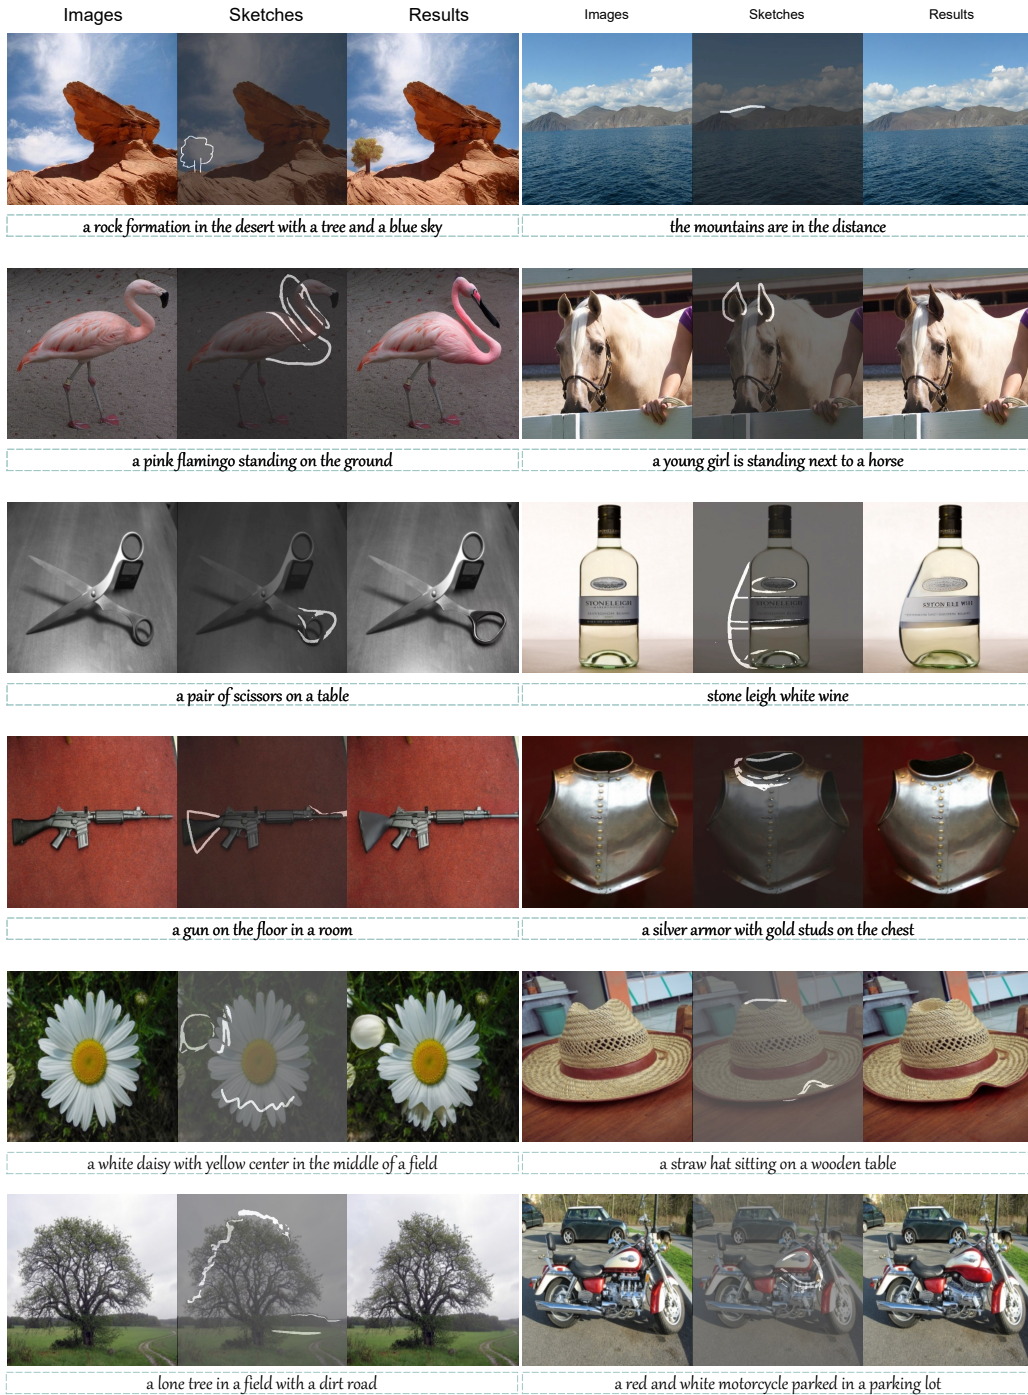 Images Sketches Results Images Sketches Results
a rock formation in the desert with a tree and a blue sky
the mountains are in the distance
a pink flamingo standing on the ground
a young girl is standing next to a horse
STONELEIGH
a pair of scissors on a table
stone leigh white wine
a gun on the floor in a room
a silver armor with gold studs on the chest
a white daisy with yellow center in the middle of a field
a straw hat sitting on a wooden table
a lone tree in a field with a dirt road
a red and white motorcycle parked in a parking lot